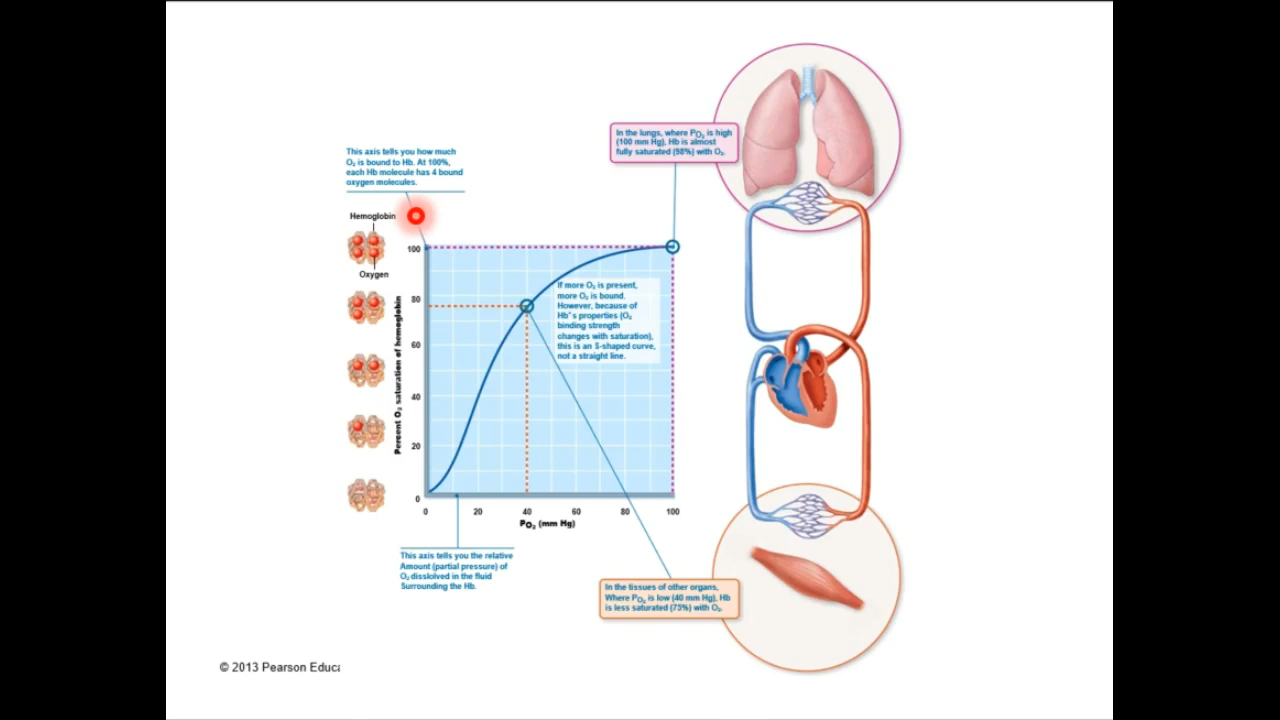 In the lungs, where PO₂ is high
(100 mm Hg), Hb is almost
fully saturated (98%) with O₂.
This axis tells you how much
O₂ is bound to Hb. At 100%,
each Hb molecule has 4 bound
oxygen molecules.
Hemoglobin
Oxygen
Percent O₂ saturation of hemoglobin
100
80
60
40
20
0
If more O₂ is present,
more O₂ is bound.
However, because of
Hb's properties (O₂
binding strength
changes with saturation),
this is an S-shaped curve,
not a straight line.
0 20 40 60 80 100
PO₂ (mm Hg)
This axis tells you the relative
Amount (partial pressure) of
O₂ disslolved in the fluid
Surrounding the Hb.
In the tissues of other organs,
Where PO₂ is low (40 mm Hg), Hb
is less saturated (75%) with O₂.
© 2013 Pearson Educa